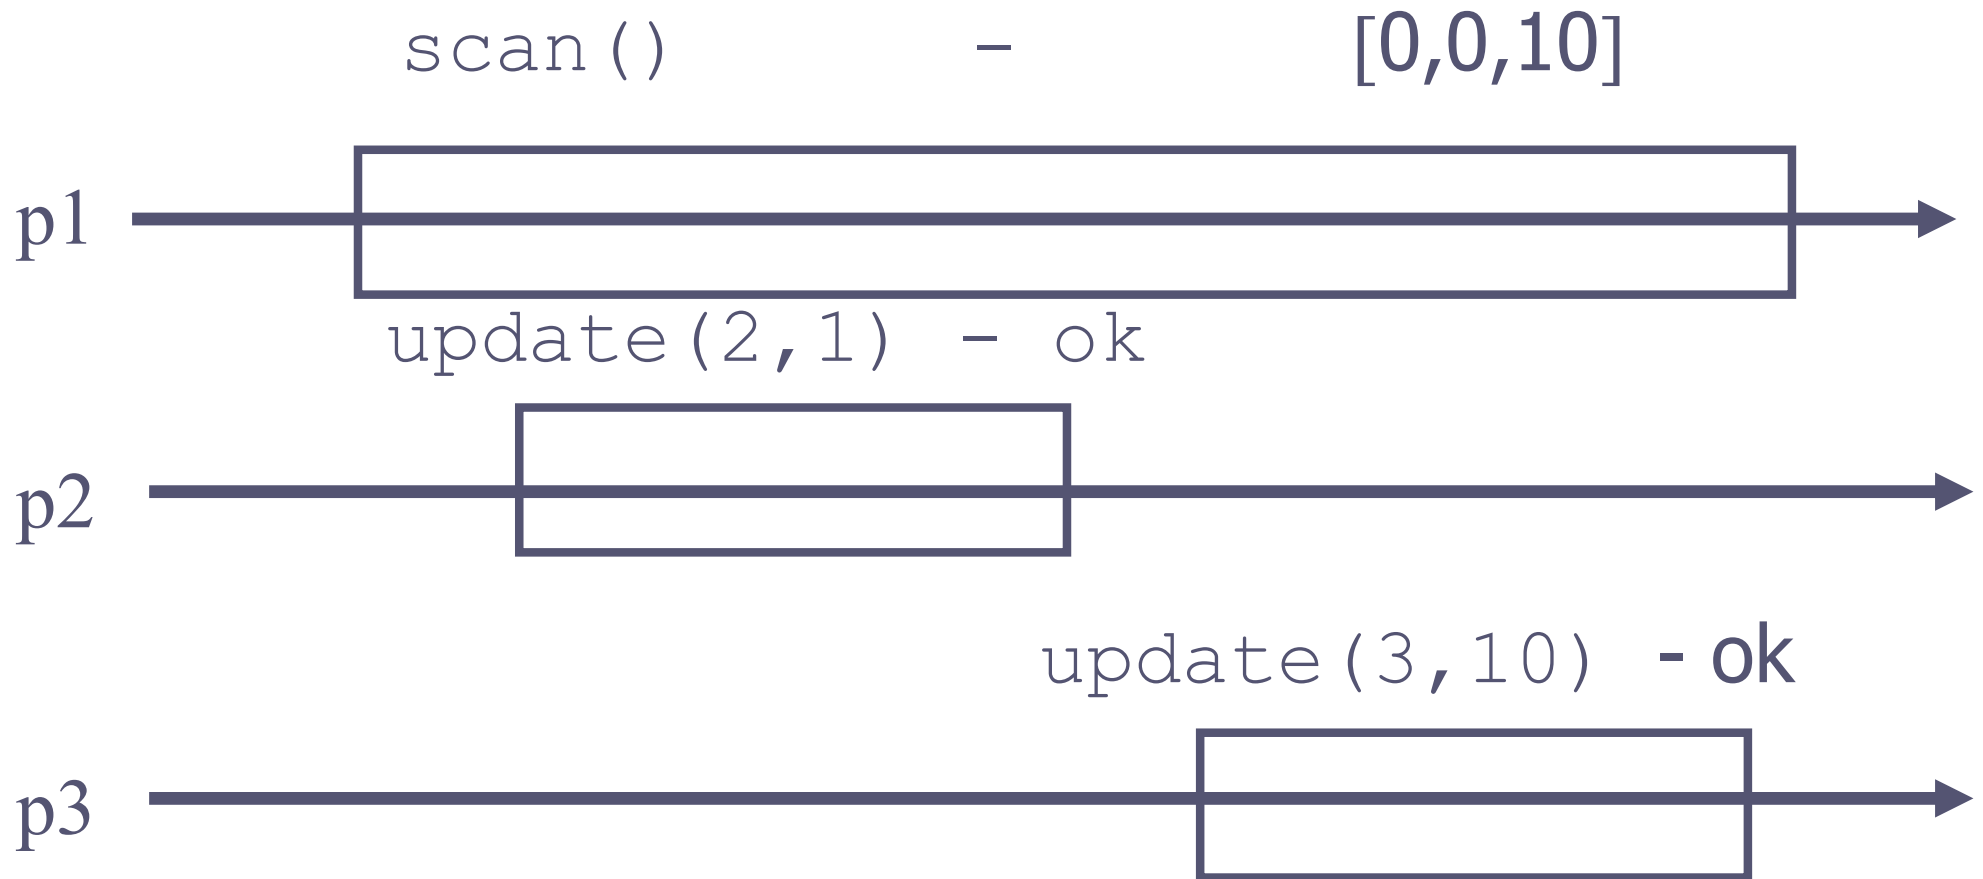 scan() - [0,0,10]
p1
update(2,1) - ok
p2
update(3,10) - ok
p3